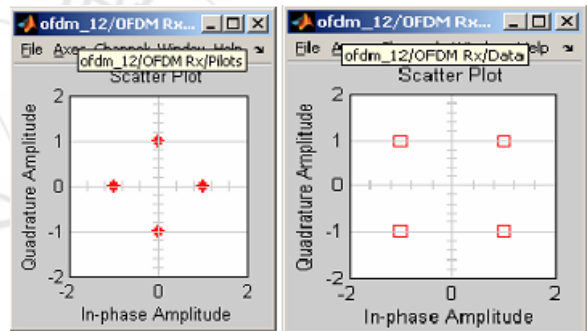 ofdm_12/OFDM Rx...
File Axes Channels Window Help
ofdm_12/OFDM Rx/Pilots
Scatter Plot
2
1
0
-1
-2
Quadrature Amplitude
-2 0 2
In-phase Amplitude
ofdm_12/OFDM Rx...
File
ofdm_12/OFDM Rx/Data
Scatter Plot
2
1
0
-1
-2
Quadrature Amplitude
-2 0 2
In-phase Amplitude